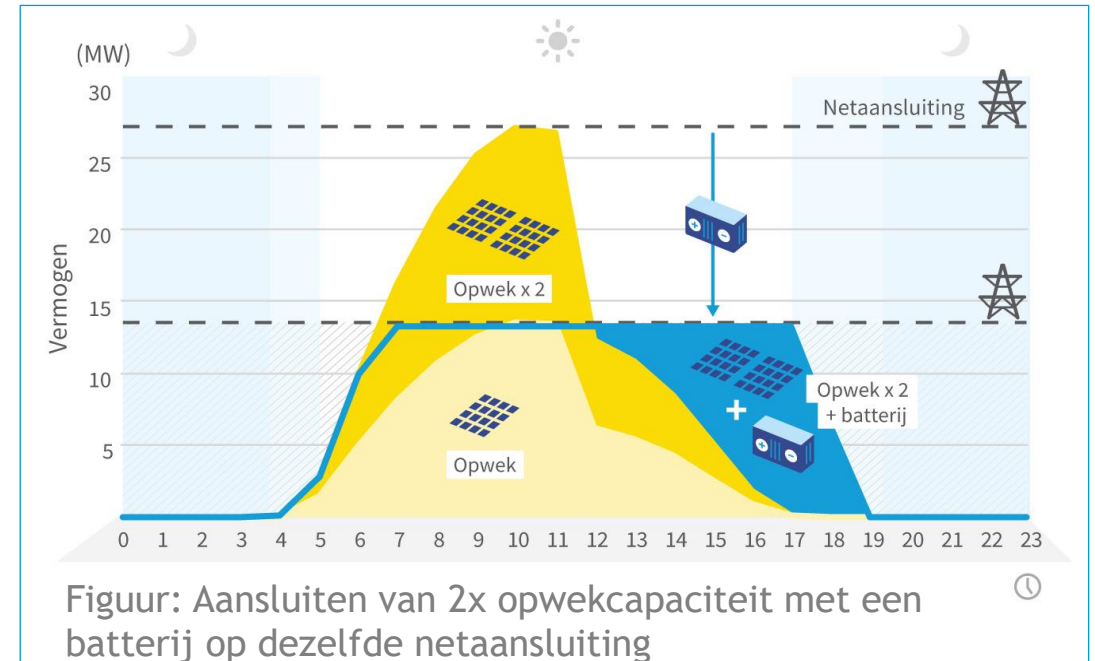 (MW)
30
Netaansluiting
25
20
Opwek x 2
15
Vermogen
10
Opwek x 2
+ batterij
5
Opwek
0 1 2 3 4 5 6 7 8 9 10 11 12 13 14 15 16 17 18 19 20 21 22 23
Figuur: Aansluiten van 2x opwekcapaciteit met een
batterij op dezelfde netaansluiting